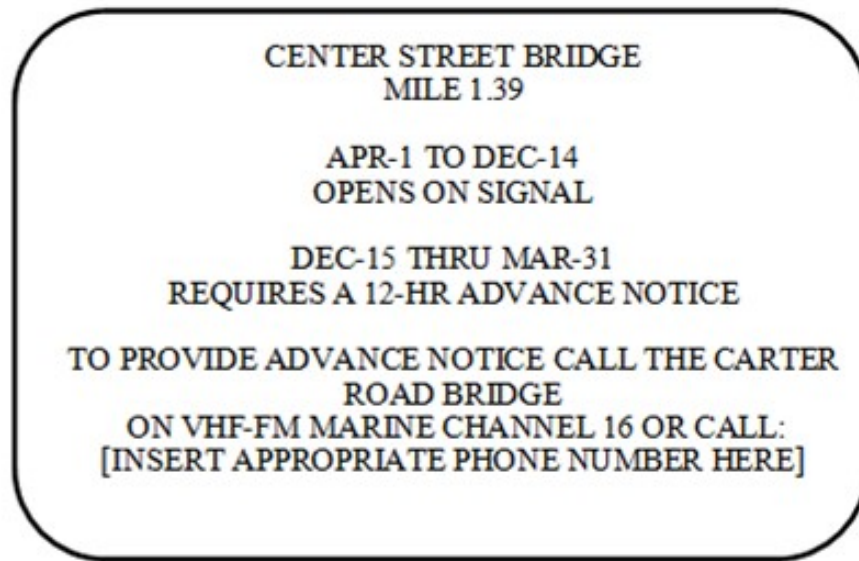 CENTER STREET BRIDGE
MILE 1.39
APR-1 TO DEC-14
OPENS ON SIGNAL
DEC-15 THRU MAR-31
REQUIRES A 12-HR ADVANCE NOTICE
TO PROVIDE ADVANCE NOTICE CALL THE CARTER
ROAD BRIDGE
ON VHF-FM MARINE CHANNEL 16 OR CALL:
[INSERT APPROPRIATE PHONE NUMBER HERE]